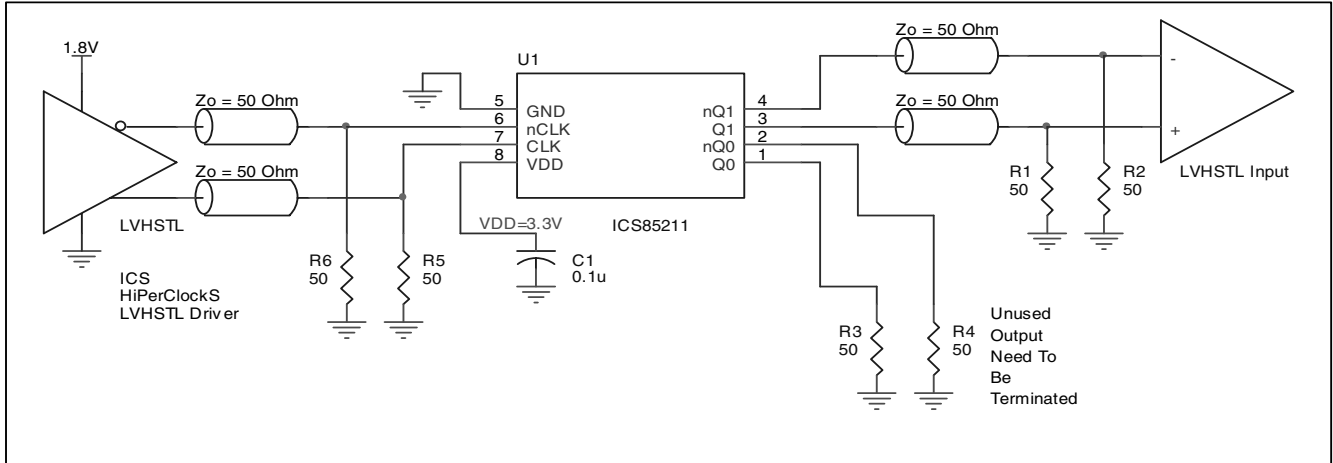 1.8V
Zo = 50 Ohm
Zo = 50 Ohm
LVHSTL
ICS
HiPerClockS
LVHSTL Driver
R6
50
R5
50
U1
5
6
7
8
GND
nCLK
CLK
VDD
nQ1
Q1
nQ0
Q0
4
3
2
1
ICS85211
VDD=3.3V
C1
0.1u
Zo = 50 Ohm
Zo = 50 Ohm
-
+
R1
50
R2
50
LVHSTL Input
R3
50
R4
50
Unused
Output
Need To
Be
Terminated